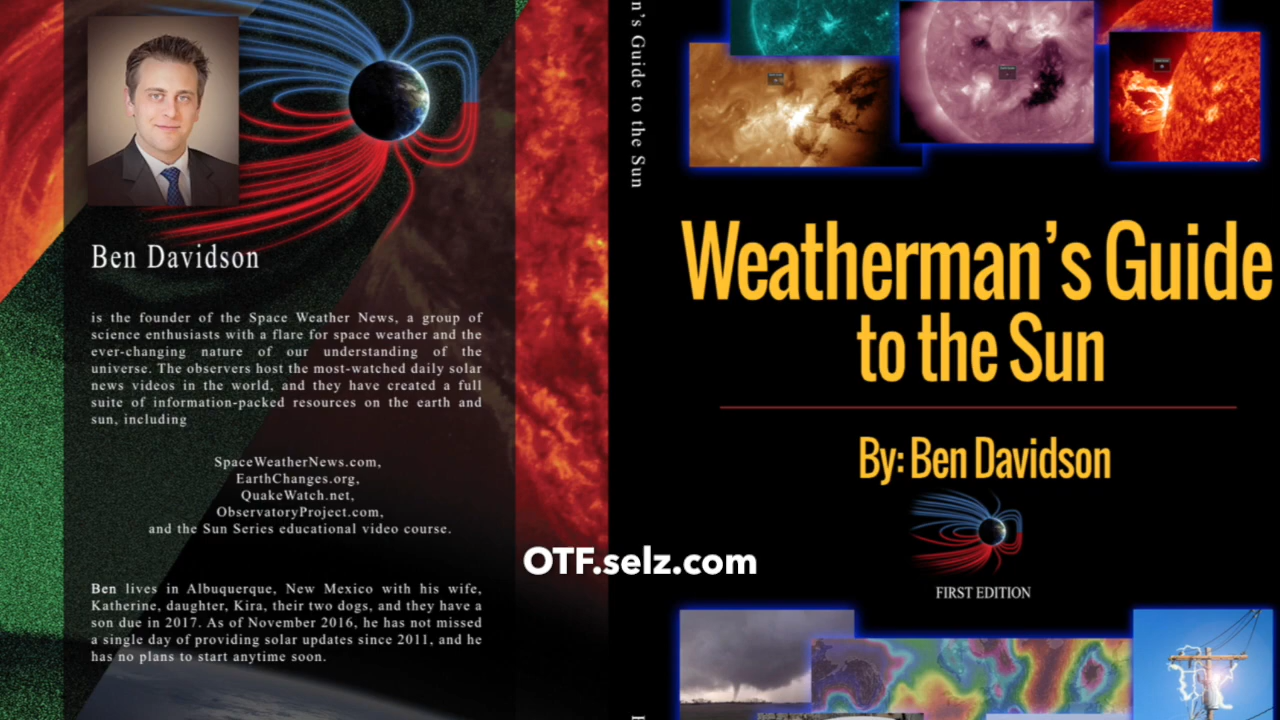 Ben Davidson
is the founder of the Space Weather News, a group of
science enthusiasts with a flare for space weather and the
ever-changing nature of our understanding of the
universe. The observers host the most-watched daily solar
news videos in the world, and they have created a full
suite of information-packed resources on the earth and
sun, including
SpaceWeatherNews.com,
EarthChanges.org,
QuakeWatch.net,
ObservatoryProject.com,
and the Sun Series educational video course.
Ben lives in Albuquerque, New Mexico with his wife,
Katherine, daughter, Kira, their two dogs, and they have a
son due in 2017. As of November 2016, he has not missed
a single day of providing solar updates since 2011, and he
has no plans to start anytime soon.
n's Guide to the Sun
OTF.selz.com
Weatherman's Guide
to the Sun
By: Ben Davidson
FIRST EDITION